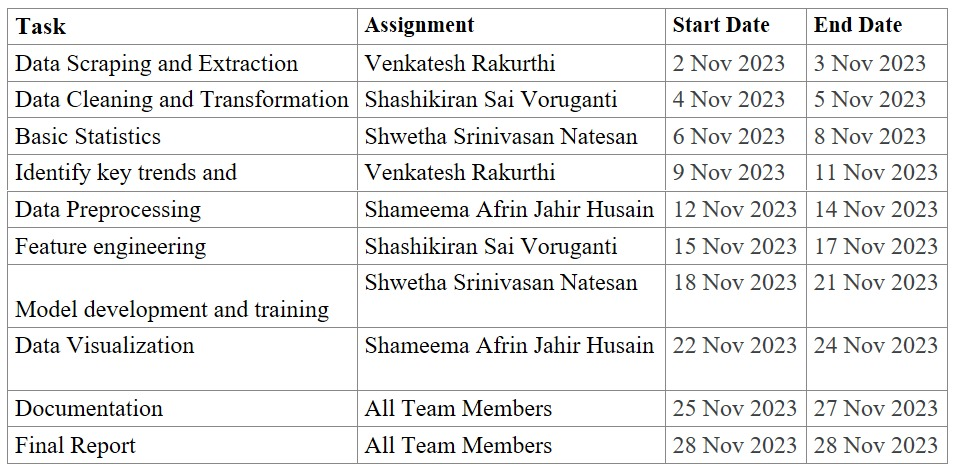 Task Assignment Start Date End Date
Data Scraping and Extraction Venkatesh Rakurthi 2 Nov 2023 3 Nov 2023
Data Cleaning and Transformation Shashikiran Sai Voruganti 4 Nov 2023 5 Nov 2023
Basic Statistics Shwetha Srinivasan Natesan 6 Nov 2023 8 Nov 2023
Identify key trends and Venkatesh Rakurthi 9 Nov 2023 11 Nov 2023
Data Preprocessing Shameema Afrin Jahir Husain 12 Nov 2023 14 Nov 2023
Feature engineering Shashikiran Sai Voruganti 15 Nov 2023 17 Nov 2023
Model development and training Shwetha Srinivasan Natesan 18 Nov 2023 21 Nov 2023
Data Visualization Shameema Afrin Jahir Husain 22 Nov 2023 24 Nov 2023
Documentation All Team Members 25 Nov 2023 27 Nov 2023
Final Report All Team Members 28 Nov 2023 28 Nov 2023